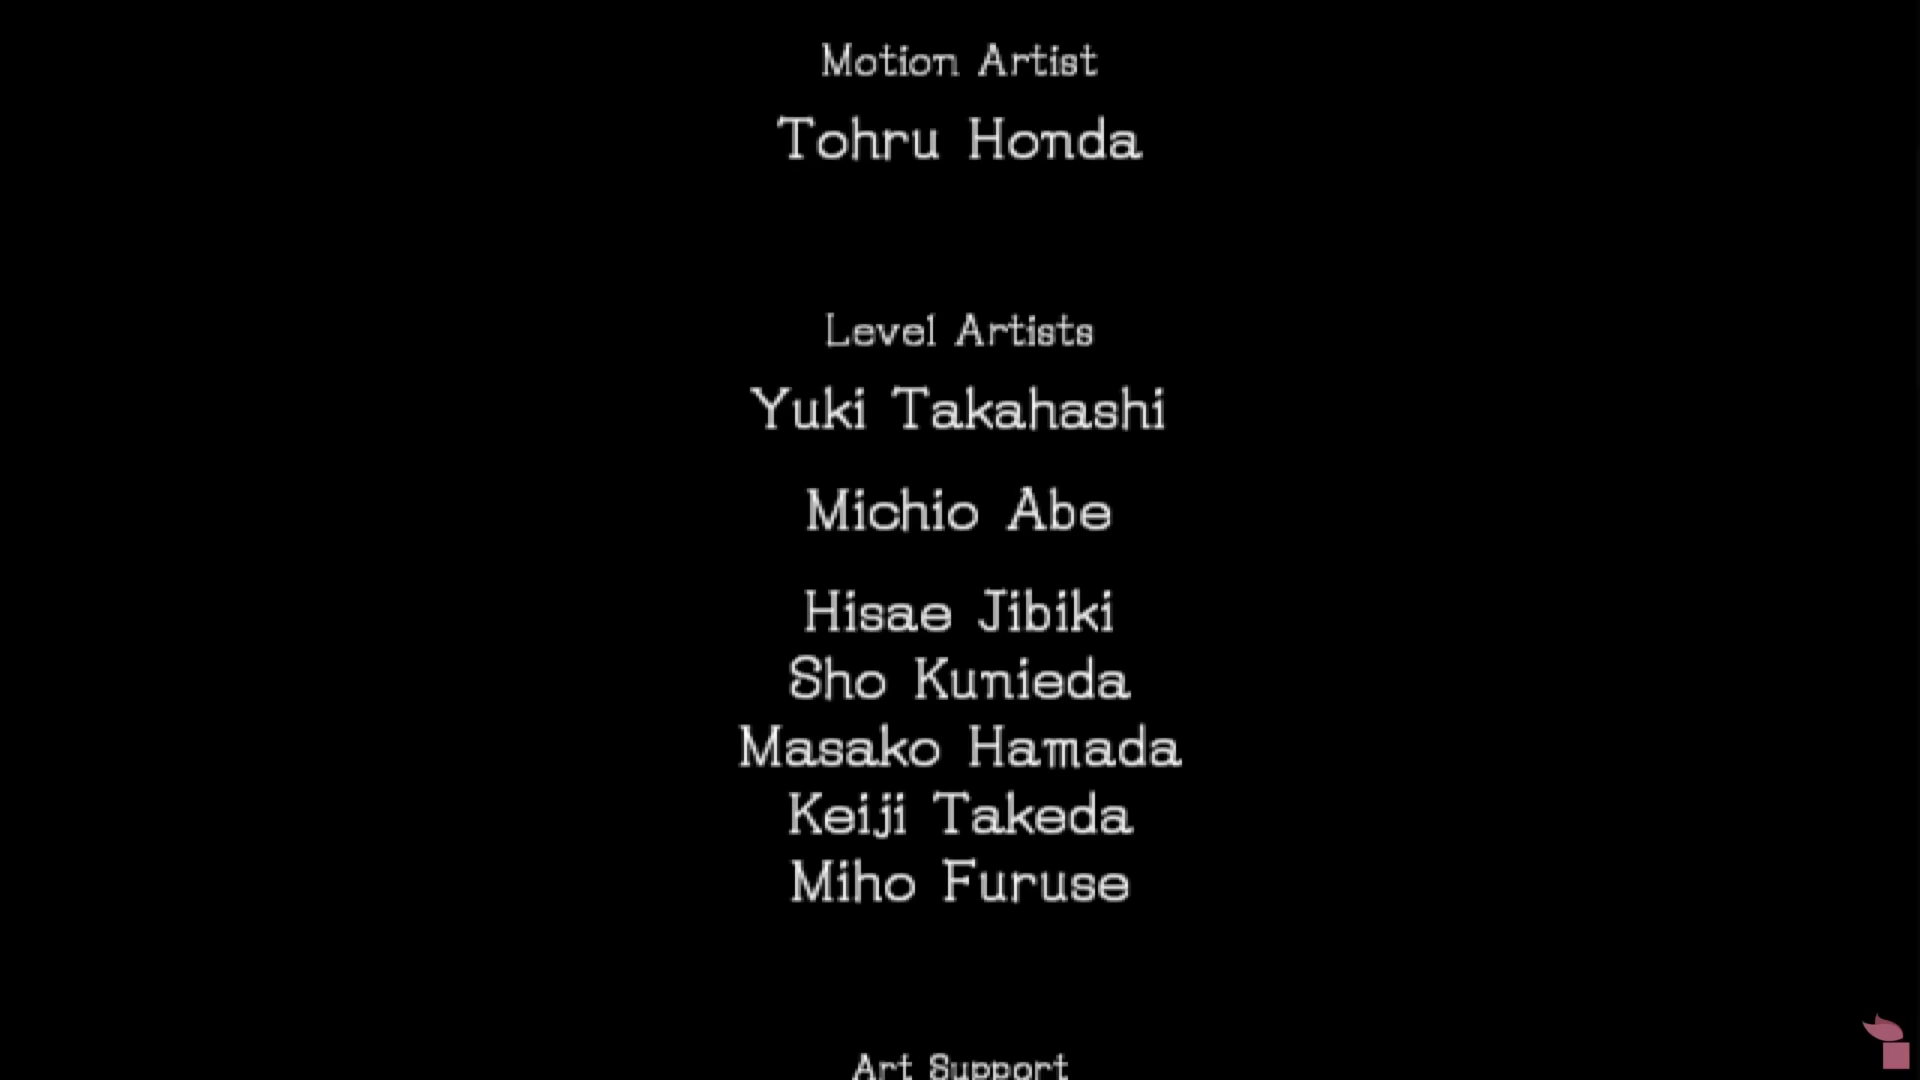 Motion Artist
Tohru Honda
Level Artists
Yuki Takahashi
Michio Abe
Hisae Jibiki
Sho Kunieda
Masako Hamada
Keiji Takeda
Miho Furuse
Art Support